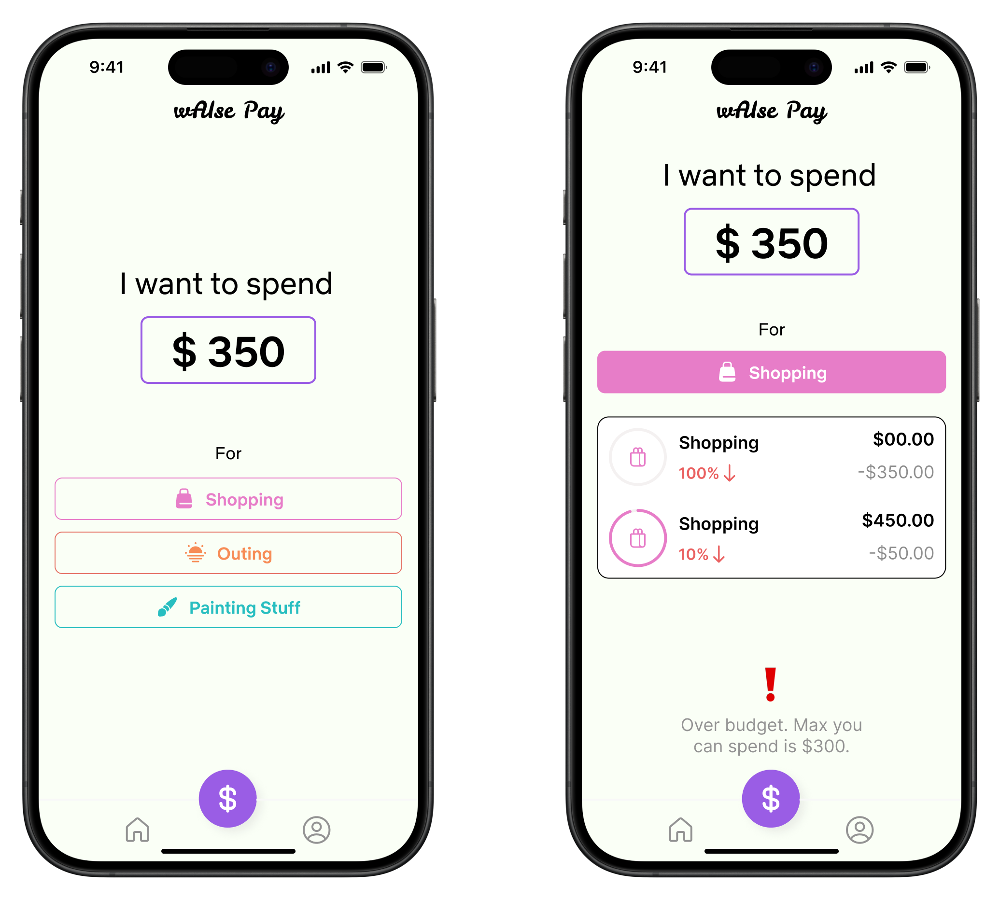 9:41
wAIse Pay
I want to spend
$ 350
For
Shopping
Outing
Painting Stuff
$
9:41
wAIse Pay
I want to spend
$ 350
For
Shopping
Shopping $00.00
100% ↓ -$350.00
Shopping $450.00
10% ↓ -$50.00
!
Over budget. Max you
can spend is $300.
$